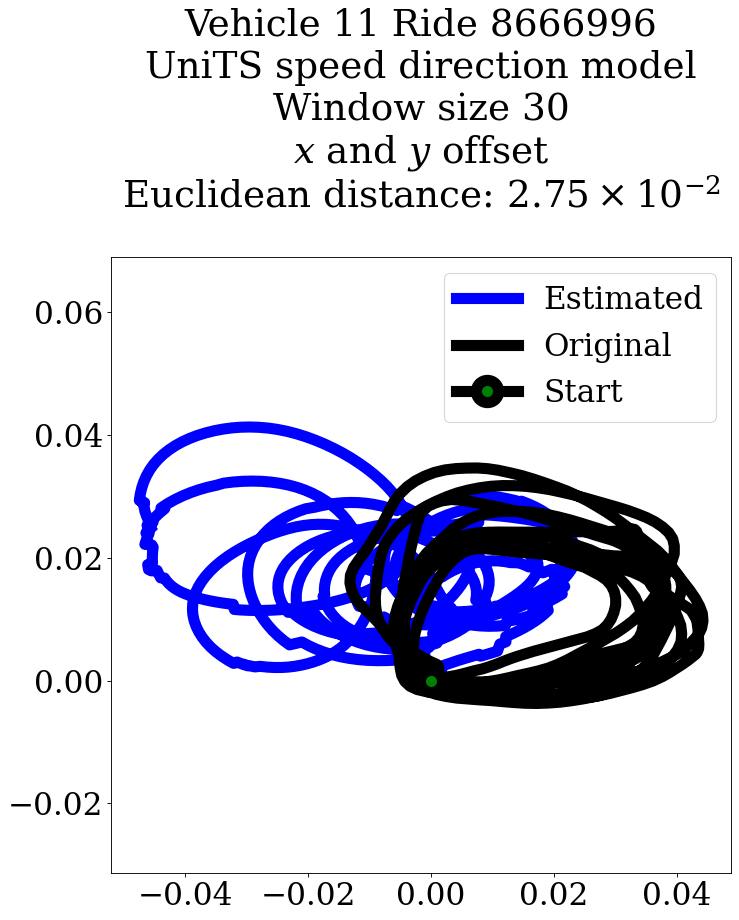 Vehicle 11 Ride 8666996
UniTS speed direction model
Window size 30
x and y offset
Euclidean distance: 2.75 × 10⁻²
Estimated
Original
Start
0.06
0.04
0.02
0.00
−0.02
−0.04 −0.02 0.00 0.02 0.04